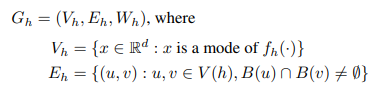 G_h = (V_h, E_h, W_h), where
V_h = {x ∈ ℝ^d : x is a mode of f_h(·)}
E_h = {(u, v) : u, v ∈ V(h), B(u) ∩ B(v) ≠ ∅}